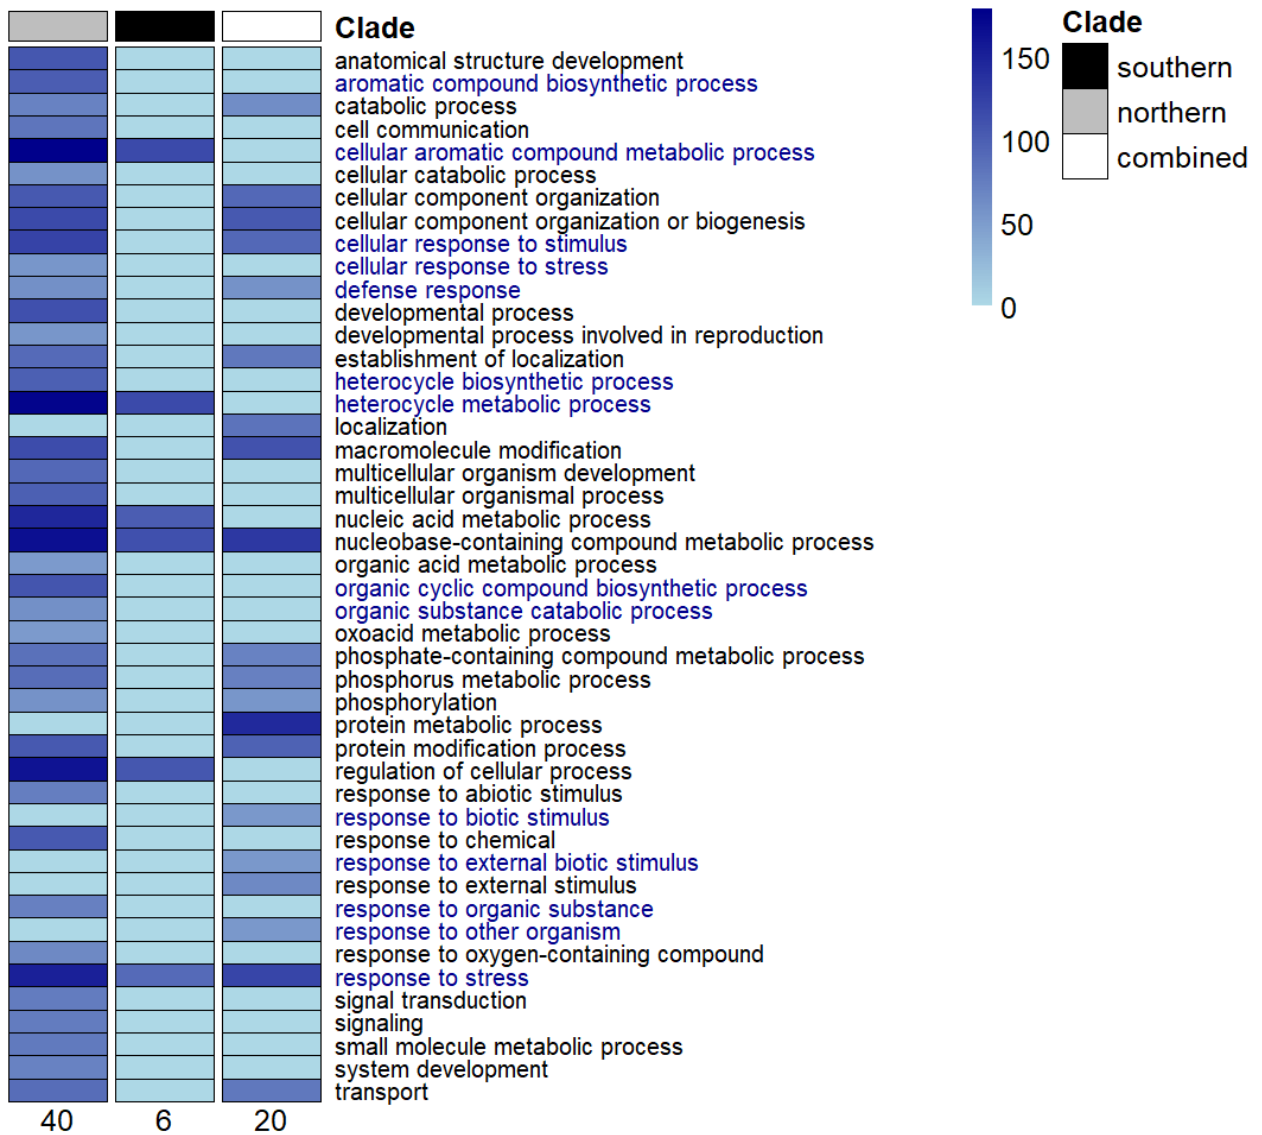 Clade
anatomical structure development
aromatic compound biosynthetic process
catabolic process
cell communication
cellular aromatic compound metabolic process
cellular catabolic process
cellular component organization
cellular component organization or biogenesis
cellular response to stimulus
cellular response to stress
defense response
developmental process
developmental process involved in reproduction
establishment of localization
heterocycle biosynthetic process
heterocycle metabolic process
localization
macromolecule modification
multicellular organism development
multicellular organismal process
nucleic acid metabolic process
nucleobase-containing compound metabolic process
organic acid metabolic process
organic cyclic compound biosynthetic process
organic substance catabolic process
oxoacid metabolic process
phosphate-containing compound metabolic process
phosphorus metabolic process
phosphorylation
protein metabolic process
protein modification process
regulation of cellular process
response to abiotic stimulus
response to biotic stimulus
response to chemical
response to external biotic stimulus
response to external stimulus
response to organic substance
response to other organism
response to oxygen-containing compound
response to stress
signal transduction
signaling
small molecule metabolic process
system development
transport
40 6 20
150
100
50
0
Clade
southern
northern
combined